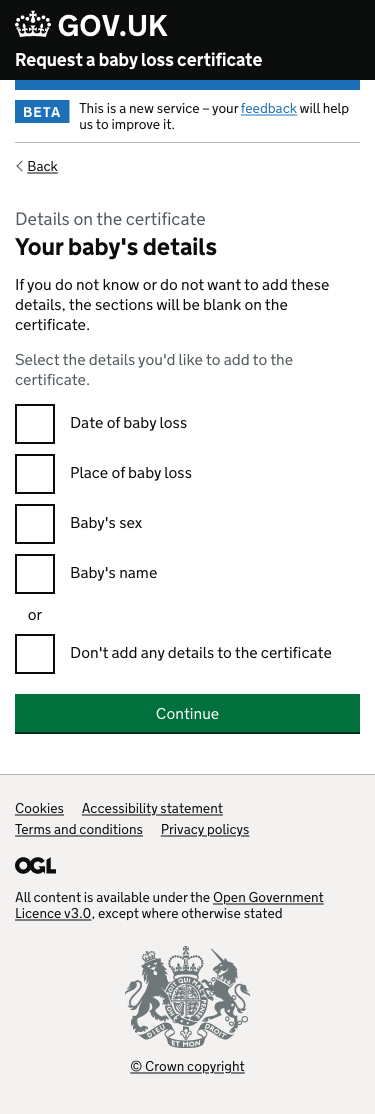 GOV.UK
Request a baby loss certificate
BETA
This is a new service – your feedback will help
us to improve it.
Back
Details on the certificate
Your baby's details
If you do not know or do not want to add these
details, the sections will be blank on the
certificate.
Select the details you'd like to add to the
certificate.
Date of baby loss
Place of baby loss
Baby's sex
Baby's name
or
Don't add any details to the certificate
Continue
Cookies Accessibility statement
Terms and conditions Privacy policys
OGL
All content is available under the Open Government
Licence v3.0, except where otherwise stated
DIEU ET MON DROIT
© Crown copyright